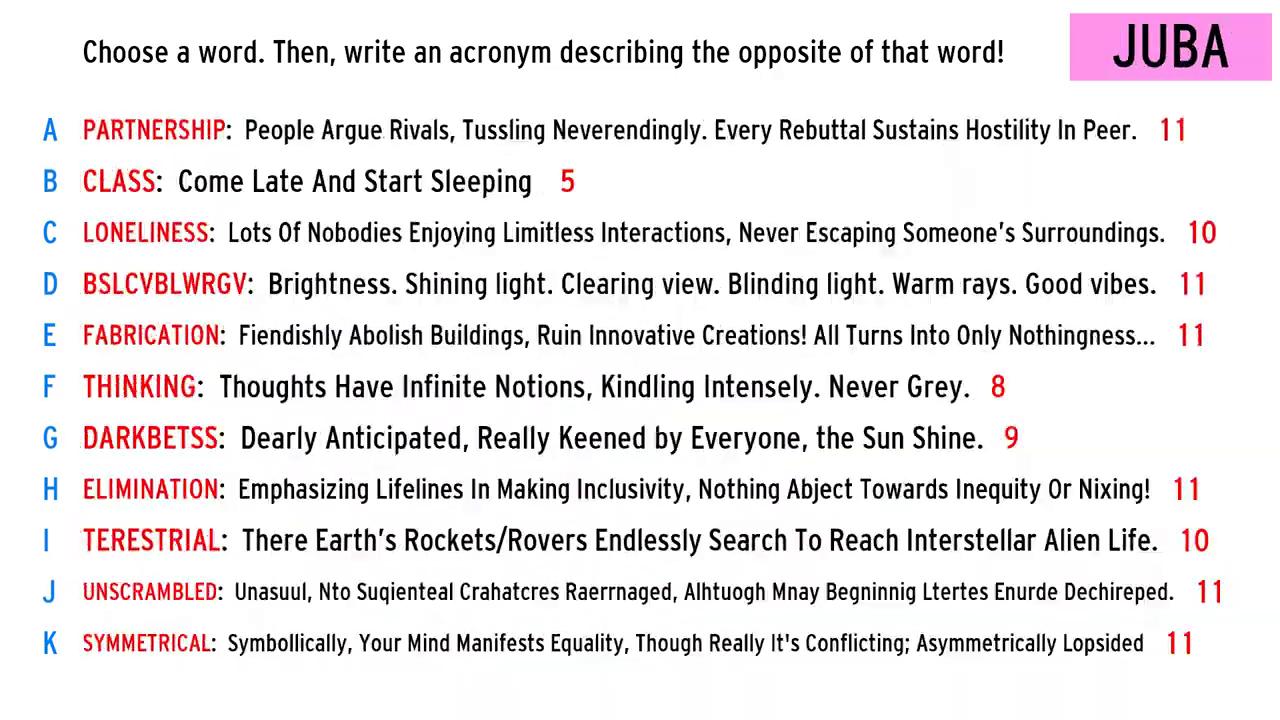 Choose a word. Then, write an acronym describing the opposite of that word!
JUBA
A PARTNERSHIP: People Argue Rivals, Tussling Neverendingly. Every Rebuttal Sustains Hostility In Peer. 11
B CLASS: Come Late And Start Sleeping 5
C LONELINESS: Lots Of Nobodies Enjoying Limitless Interactions, Never Escaping Someone's Surroundings. 10
D BSLCVBLWRGV: Brightness. Shining light. Clearing view. Blinding light. Warm rays. Good vibes. 11
E FABRICATION: Fiendishly Abolish Buildings, Ruin Innovative Creations! All Turns Into Only Nothingness... 11
F THINKING: Thoughts Have Infinite Notions, Kindling Intensely. Never Grey. 8
G DARKBETSS: Dearly Anticipated, Really Keened by Everyone, the Sun Shine. 9
H ELIMINATION: Emphasizing Lifelines In Making Inclusivity, Nothing Abject Towards Inequity Or Nixing! 11
I TERESTRIAL: There Earth's Rockets/Rovers Endlessly Search To Reach Interstellar Alien Life. 10
J UNSCRAMBLED: Unasuul, Nto Suqienteal Crahatcres Raerrnaged, Alhtuogh Mnay Begninnig Ltertes Enurde Dechireped. 11
K SYMMETRICAL: Symbollically, Your Mind Manifests Equality, Though Really It's Conflicting; Asymmetrically Lopsided 11